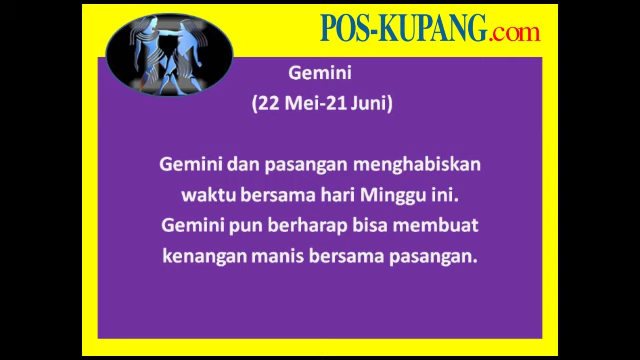 POS-KUPANG.com
Gemini
(22 Mei-21 Juni)
Gemini dan pasangan menghabiskan
waktu bersama hari Minggu ini.
Gemini pun berharap bisa membuat
kenangan manis bersama pasangan.